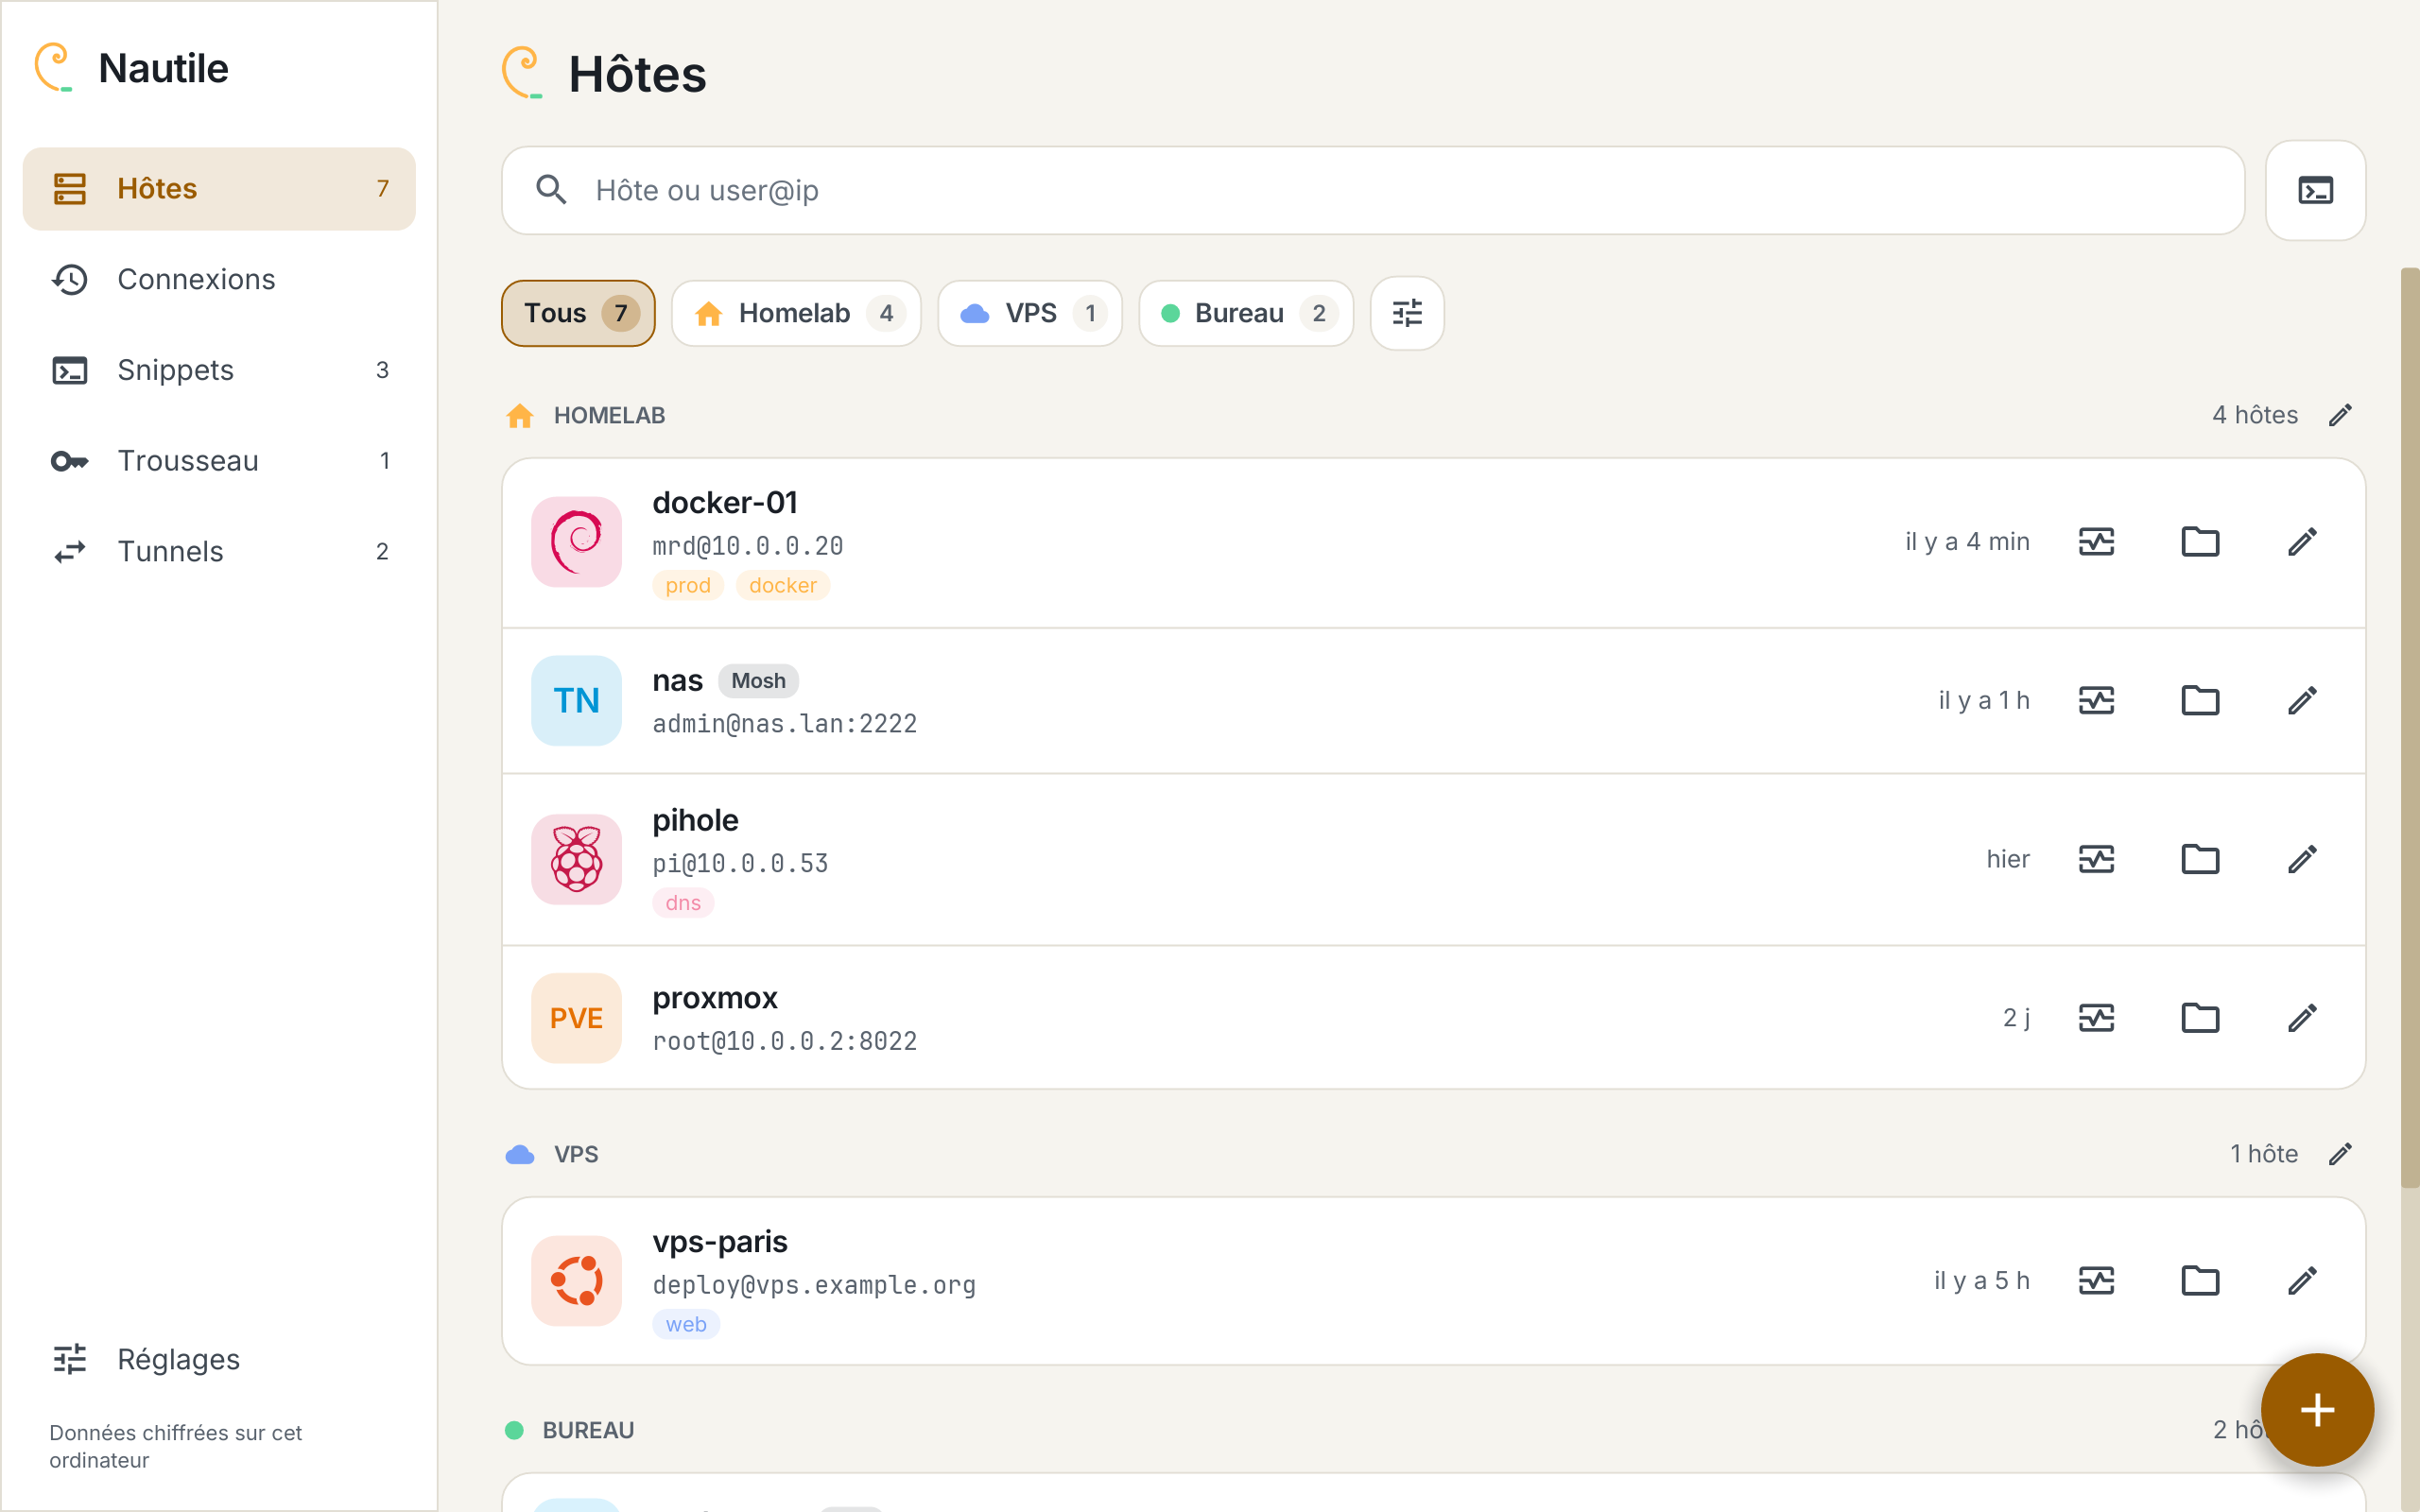 Nautile
Hôtes 7
Connexions
Snippets 3
Trousseau 1
Tunnels 2
Réglages
Données chiffrées sur cet
ordinateur
Hôtes
Hôte ou user@ip
Tous 7 Homelab 4 VPS 1 Bureau 2
HOMELAB 4 hôtes
docker-01
mrd@10.0.0.20
prod docker
il y a 4 min
TN
nas Mosh
admin@nas.lan:2222
il y a 1 h
pihole
pi@10.0.0.53
dns
hier
PVE
proxmox
root@10.0.0.2:8022
2 j
VPS 1 hôte
vps-paris
deploy@vps.example.org
web
il y a 5 h
BUREAU 2